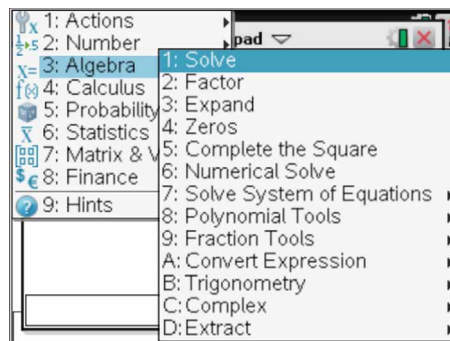 1: Actions
2: Number
3: Algebra
4: Calculus
5: Probability
6: Statistics
7: Matrix & V
8: Finance
9: Hints
pad
1: Solve
2: Factor
3: Expand
4: Zeros
5: Complete the Square
6: Numerical Solve
7: Solve System of Equations
8: Polynomial Tools
9: Fraction Tools
A: Convert Expression
B: Trigonometry
C: Complex
D: Extract